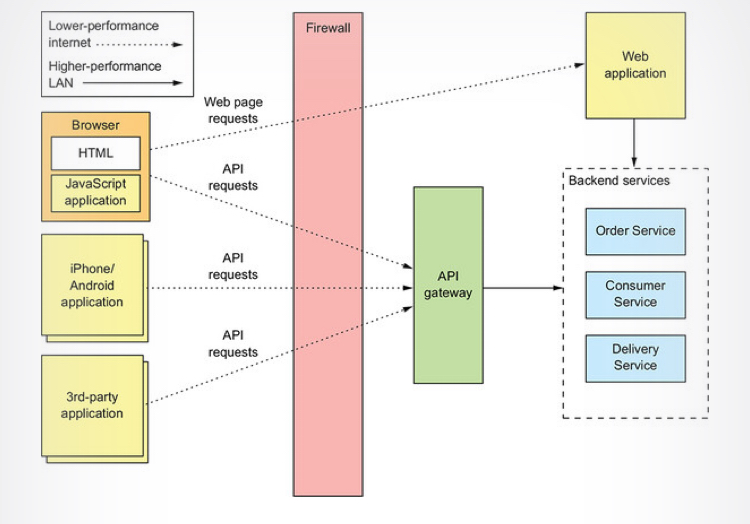 Lower-performance
internet
Higher-performance
LAN
Firewall
Web
application
Web page
requests
Browser
HTML
JavaScript
application
API
requests
Backend services
Order Service
iPhone/
Android
application
API
requests
API
gateway
Consumer
Service
API
requests
Delivery
Service
3rd-party
application